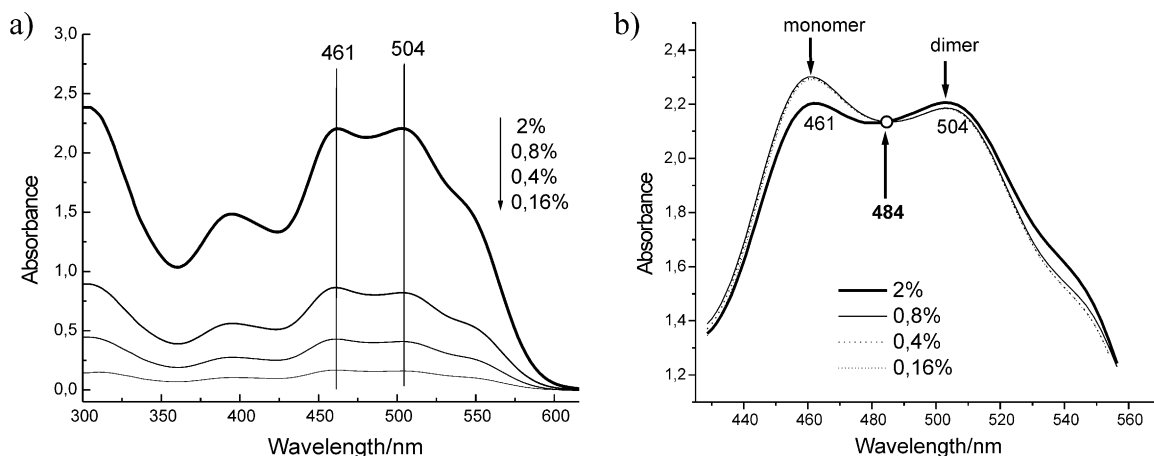 a)
461 504
2%
0,8%
0,4%
0,16%
3,0
2,5
2,0
1,5
1,0
0,5
0,0
Absorbance
300 350 400 450 500 550 600
Wavelength/nm
b)
monomer
dimer
461
504
484
2%
0,8%
0,4%
0,16%
2,4
2,2
2,0
1,8
1,6
1,4
1,2
Absorbance
440 460 480 500 520 540 560
Wavelength/nm